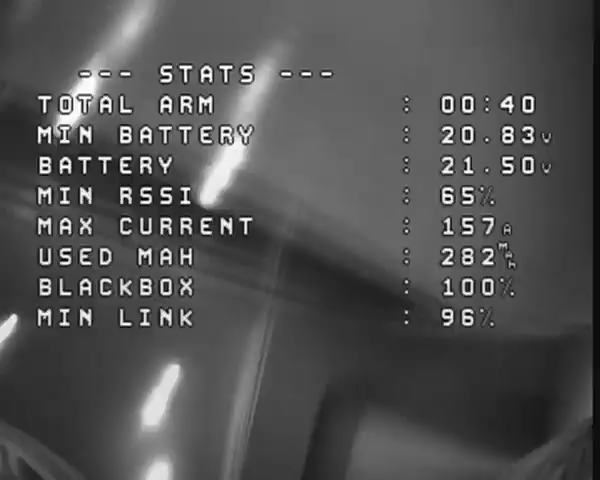 --- STATS ---
TOTAL ARM : 00:40
MIN BATTERY : 20.83V
BATTERY : 21.50V
MIN RSSI : 65%
MAX CURRENT : 157A
USED MAH : 282MAH
BLACKBOX : 100%
MIN LINK : 96%